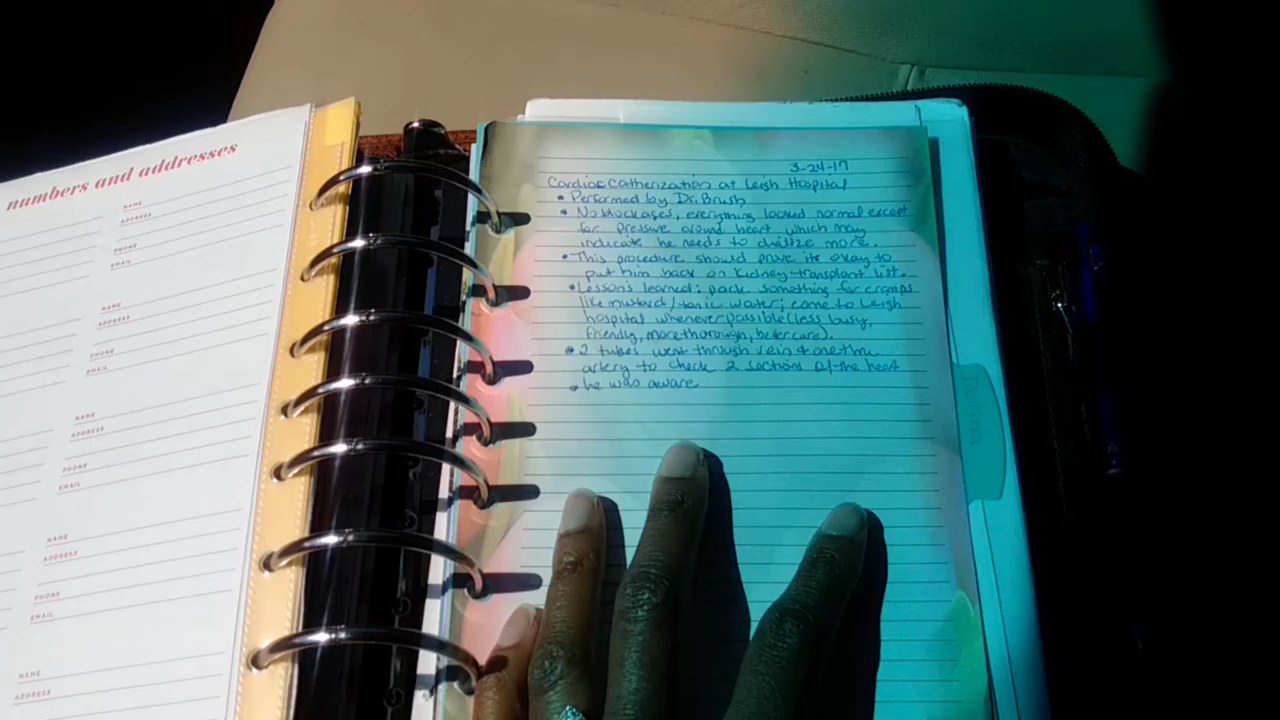 numbers and addresses
NAME
ADDRESS
PHONE
EMAIL
NAME
ADDRESS
PHONE
EMAIL
NAME
ADDRESS
PHONE
EMAIL
NAME
ADDRESS
PHONE
EMAIL
NAME
ADDRESS
3-24-17
Cardiac Catherization at Leigh Hospital
• Performed by Dr. Brush
• No blockages, everything looked normal except
for pressure around heart which may
indicate he needs to dialize more.
• This procedure should prove its okay to
put him back on kidney transplant list.
• Lessons learned: pack something for cramps
like mustard/tonic water; come to Leigh
hospital whenever possible (less busy,
friendly, more thorough, better care).
• 2 tubes went through vein & one thru
artery to check 2 sections of the heart
• he was aware